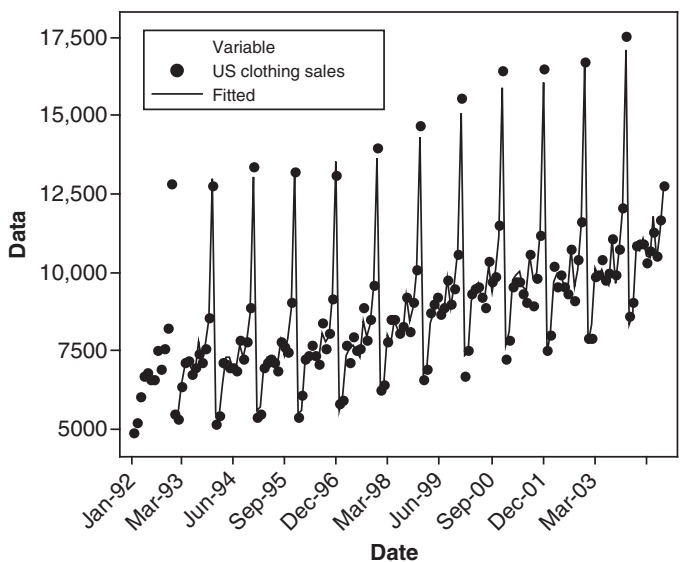 17,500
15,000
12,500
10,000
7500
5000
Data
Variable
US clothing sales
Fitted
Jan-92
Mar-93
Jun-94
Sep-95
Dec-96
Mar-98
Jun-99
Sep-00
Dec-01
Mar-03
Date